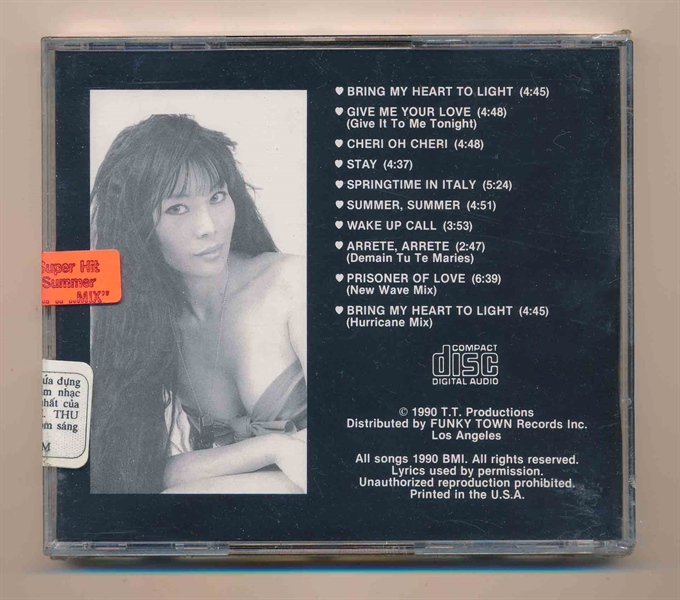 ♥ BRING MY HEART TO LIGHT (4:45)
♥ GIVE ME YOUR LOVE (4:48)
(Give It To Me Tonight)
♥ CHERI OH CHERI (4:48)
♥ STAY (4:37)
♥ SPRINGTIME IN ITALY (5:24)
♥ SUMMER, SUMMER (4:51)
♥ WAKE UP CALL (3:53)
♥ ARRETE, ARRETE (2:47)
(Demain Tu Te Maries)
♥ PRISONER OF LOVE (6:39)
(New Wave Mix)
♥ BRING MY HEART TO LIGHT (4:45)
(Hurricane Mix)
COMPACT
disc
DIGITAL AUDIO
© 1990 T.T. Productions
Distributed by FUNKY TOWN Records Inc.
Los Angeles
All songs 1990 BMI. All rights reserved.
Lyrics used by permission.
Unauthorized reproduction prohibited.
Printed in the U.S.A.
Super Hit
Summer
MIX"
đựng
nhạc
của
THU
sáng
M